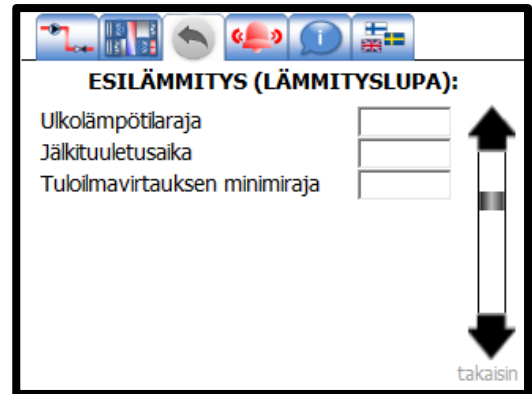 ESILÄMMITYS (LÄMMITYSLUPA):
Ulkolämpötilaraja
Jälkituuletusaika
Tuloilmavirtauksen minimiraja
takaisin